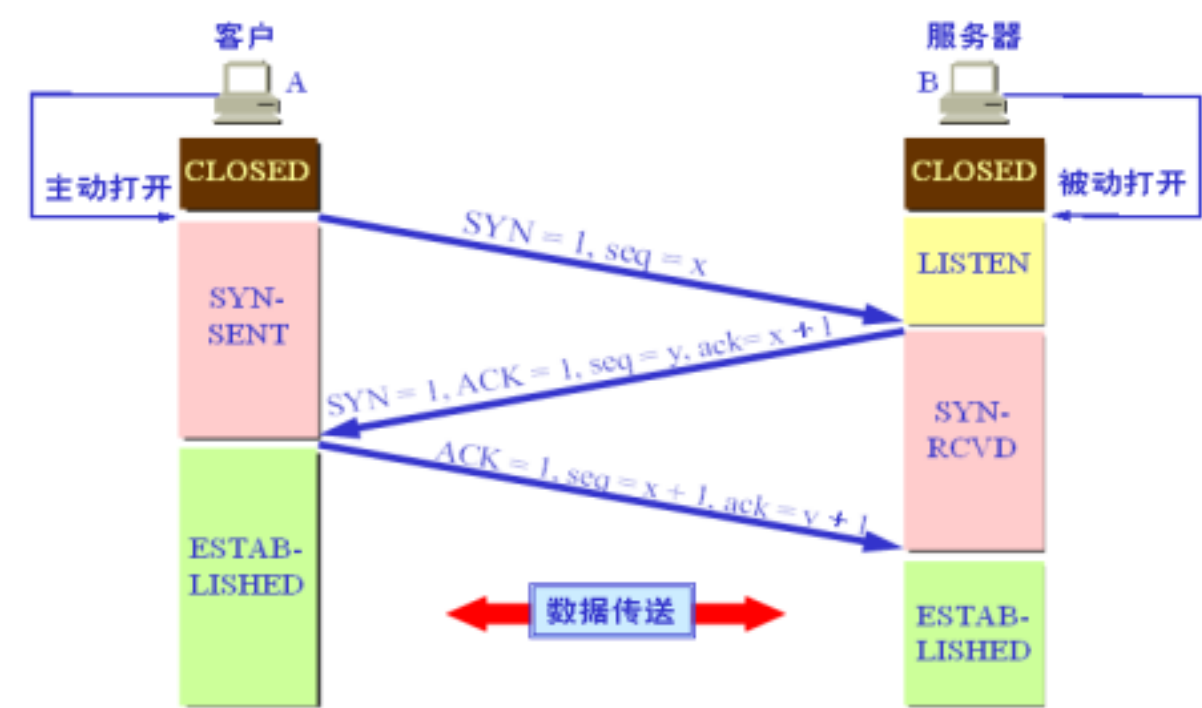 客户
服务器
A
B
CLOSED
CLOSED
主动打开
被动打开
SYN = 1, seq = x
LISTEN
SYN-
SENT
SYN = 1, ACK = 1, seq = y, ack= x + 1
SYN-
RCVD
ACK = 1, seq = x + 1, ack = y + 1
ESTAB-
LISHED
数据传送
ESTAB-
LISHED